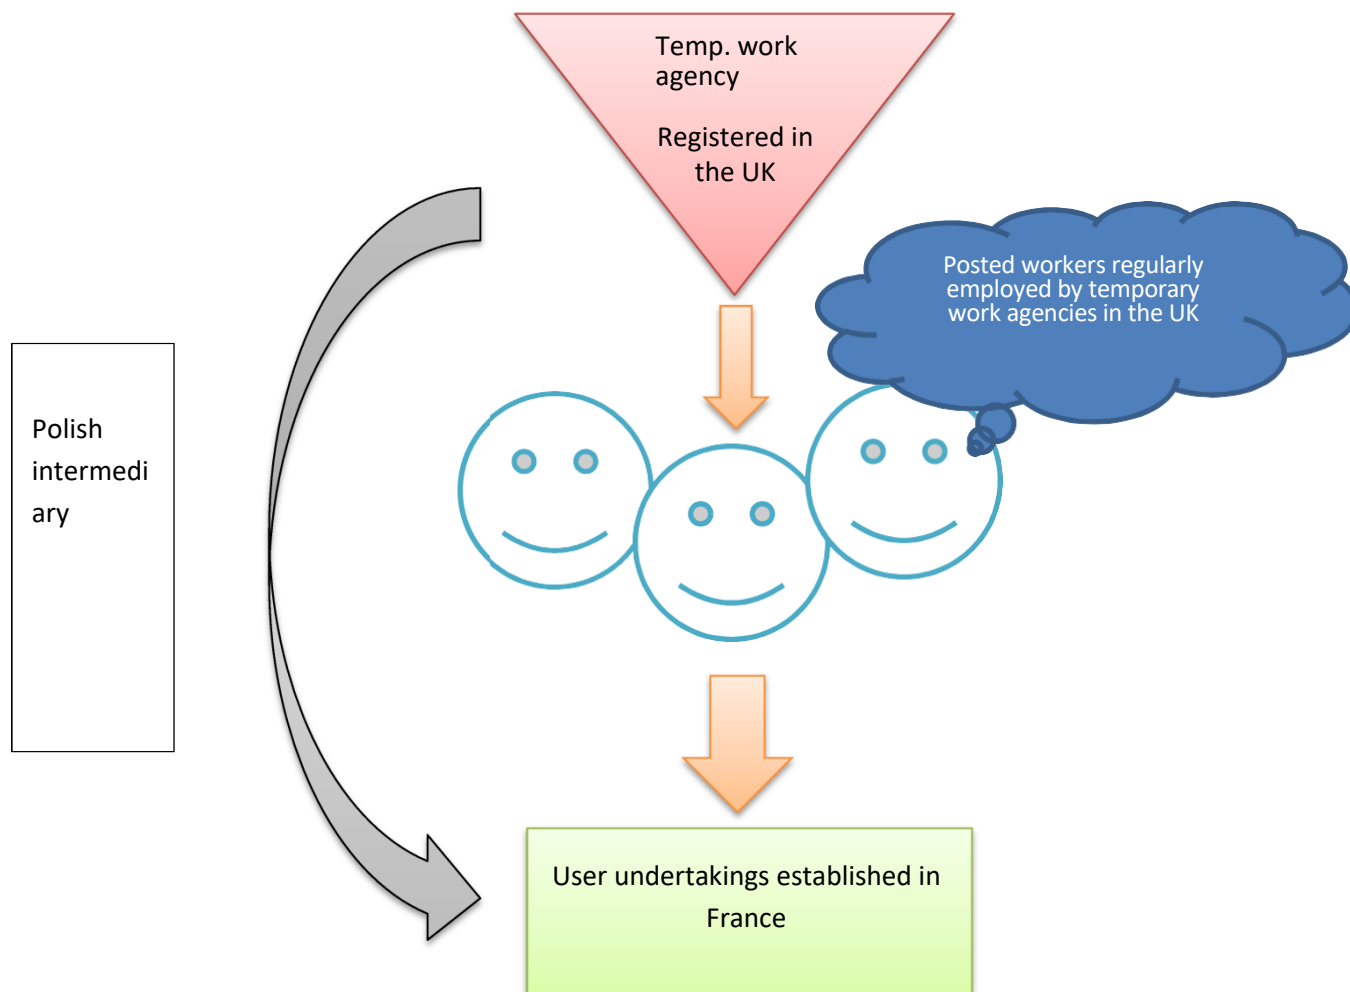 Temp. work
agency
Registered in
the UK
Posted workers regularly
employed by temporary
work agencies in the UK
Polish
intermedi
ary
User undertakings established in
France